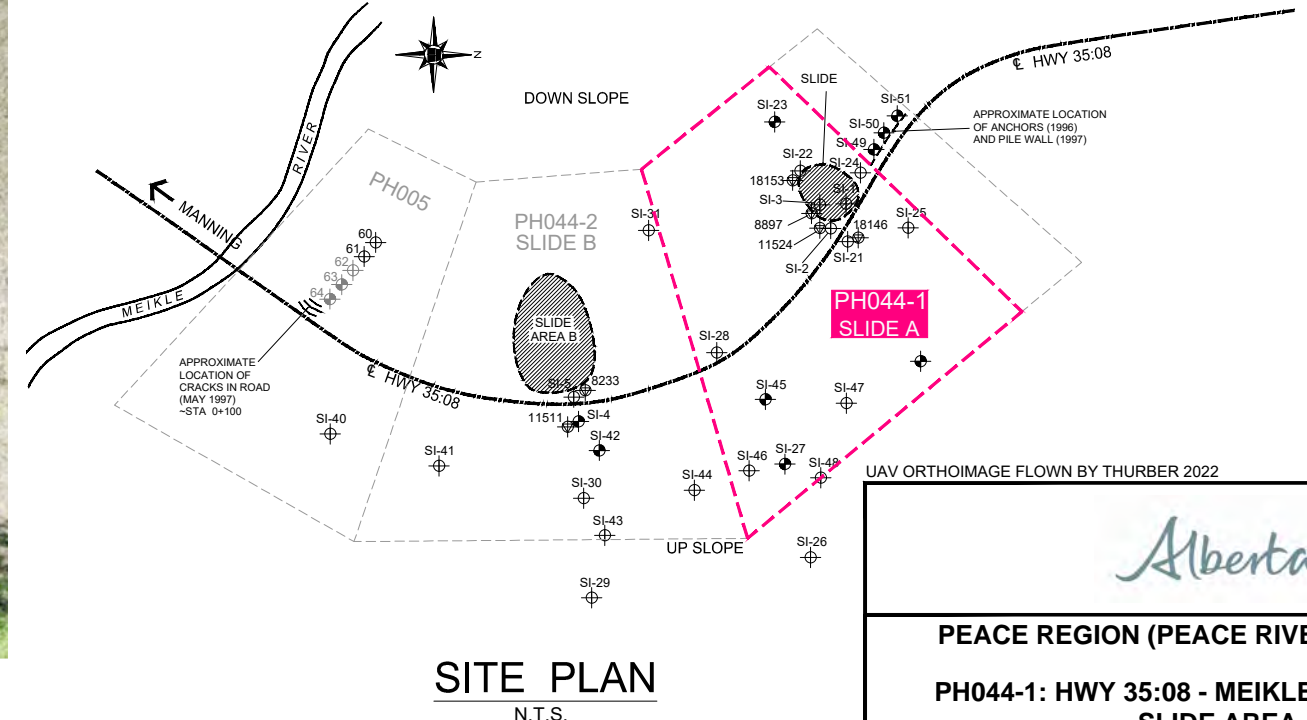 ℄ HWY 35:08
N
DOWN SLOPE
SLIDE
SI-23
SI-51
SI-50
SI-49
APPROXIMATE LOCATION
OF ANCHORS (1996)
AND PILE WALL (1997)
RIVER
PH005
MANNING
SI-22
SI-24
18153
SI-1
SI-3
8897
11524
18146
SI-25
SI-21
SI-2
PH044-2
SLIDE B
SI-31
60
61
62
63
64
MEIKLE
PH044-1
SLIDE A
SLIDE
AREA B
SI-28
APPROXIMATE
LOCATION OF
CRACKS IN ROAD
(MAY 1997)
~STA 0+100
℄ HWY 35:08
SI-5
8233
SI-45
SI-47
11511
SI-4
SI-40
SI-42
SI-41
SI-46
SI-27
SI-48
UAV ORTHOIMAGE FLOWN BY THURBER 2022
SI-30
SI-44
SI-43
UP SLOPE
SI-26
SI-29
Alberta
PEACE REGION (PEACE RIVE
PH044-1: HWY 35:08 - MEIKLE
SLIDE AREA
SITE PLAN
N.T.S.